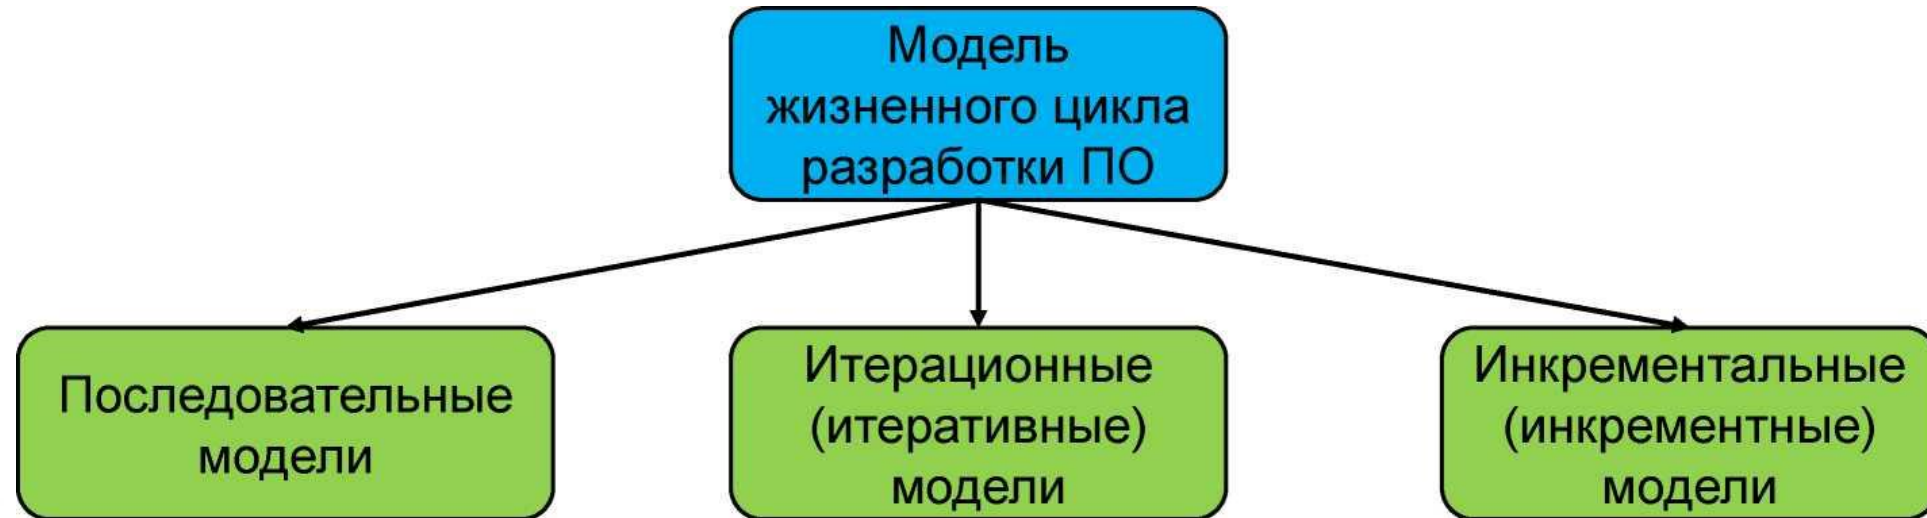 Модель
жизненного цикла
разработки ПО
Последовательные
модели
Итерационные
(итеративные)
модели
Инкрементальные
(инкрементные)
модели